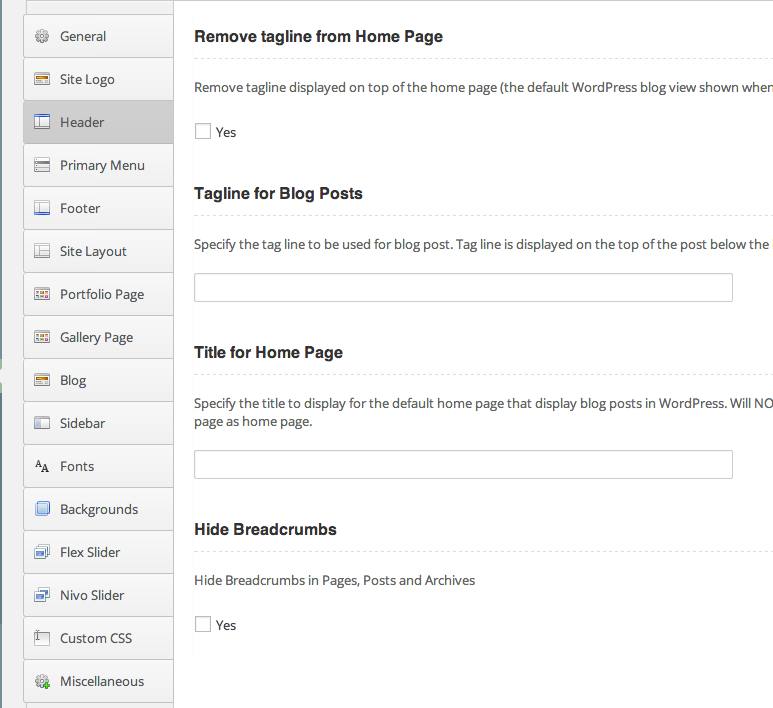 General
Site Logo
Header
Primary Menu
Footer
Site Layout
Portfolio Page
Gallery Page
Blog
Sidebar
Fonts
Backgrounds
Flex Slider
Nivo Slider
Custom CSS
Miscellaneous
Remove tagline from Home Page
Remove tagline displayed on top of the home page (the default WordPress blog view shown when
Yes
Tagline for Blog Posts
Specify the tag line to be used for blog post. Tag line is displayed on the top of the post below the
Title for Home Page
Specify the title to display for the default home page that display blog posts in WordPress. Will NO
page as home page.
Hide Breadcrumbs
Hide Breadcrumbs in Pages, Posts and Archives
Yes